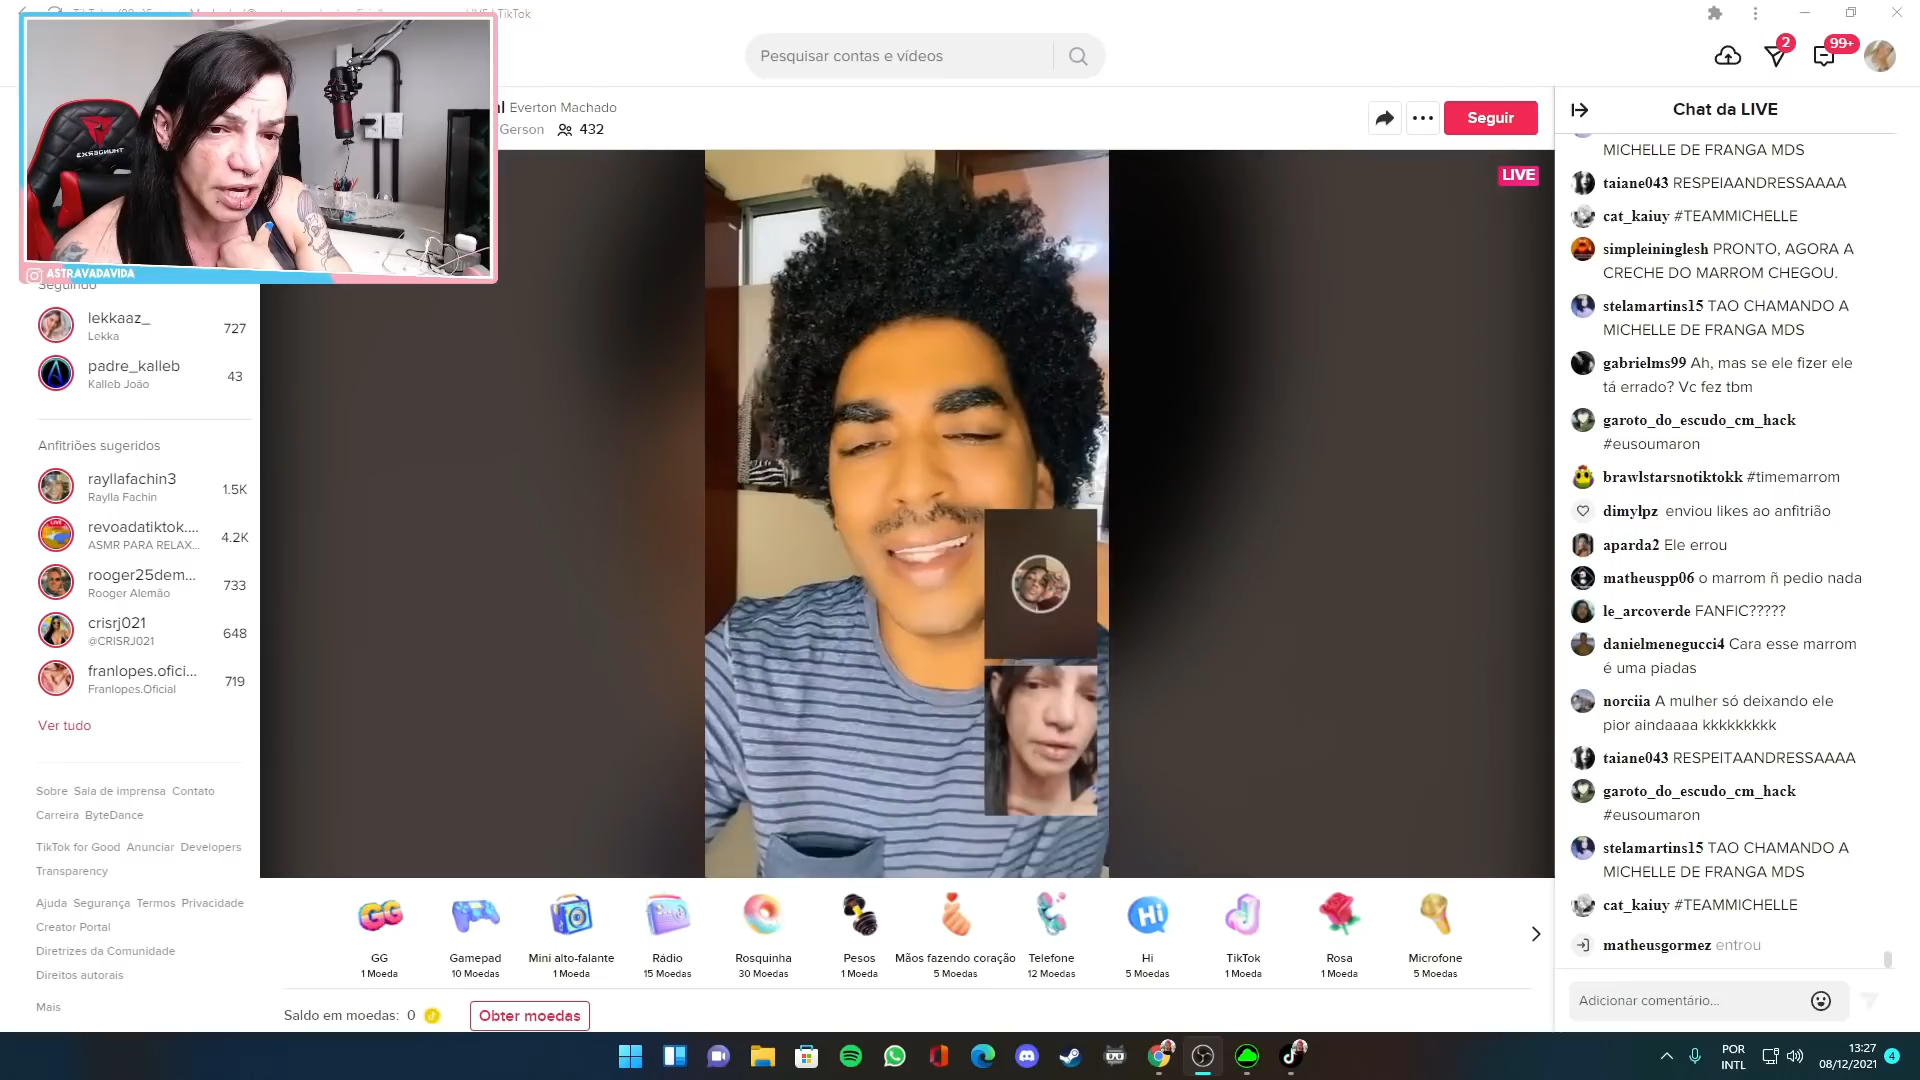 LIVE | TikTok
Pesquisar contas e vídeos
2
99+
Everton Machado
Gerson 432
Seguir
Chat da LIVE
LIVE
ASTRAVADAVIDA
Seguindo
lekkaaz_
Lekka
727
padre_kalleb
Kalleb João
43
Anfitriões sugeridos
rayllafachin3
Raylla Fachin
1.5K
revoadatiktok....
ASMR PARA RELAX...
4.2K
rooger25dem...
Rooger Alemão
733
crisrj021
@CRISRJ021
648
franlopes.ofici...
Franlopes.Oficial
719
Ver tudo
Sobre Sala de imprensa Contato
Carreira ByteDance
TikTok for Good Anunciar Developers
Transparency
Ajuda Segurança Termos Privacidade
Creator Portal
Diretrizes da Comunidade
Direitos autorais
Mais
MICHELLE DE FRANGA MDS
taiane043 RESPEIAANDRESSAAAA
cat_kaiuy #TEAMMICHELLE
simpleininglesh PRONTO, AGORA A
CRECHE DO MARROM CHEGOU.
stelamartins15 TAO CHAMANDO A
MICHELLE DE FRANGA MDS
gabrielms99 Ah, mas se ele fizer ele
tá errado? Vc fez tbm
garoto_do_escudo_cm_hack
#eusoumaron
brawlstarsnotiktokk #timemarrom
dimylpz enviou likes ao anfitrião
aparda2 Ele errou
matheuspp06 o marrom ñ pedio nada
le_arcoverde FANFIC?????
danielmenegucci4 Cara esse marrom
é uma piadas
norciia A mulher só deixando ele
pior aindaaaa kkkkkkkkk
taiane043 RESPEITAANDRESSAAAA
garoto_do_escudo_cm_hack
#eusoumaron
stelamartins15 TAO CHAMANDO A
MICHELLE DE FRANGA MDS
cat_kaiuy #TEAMMICHELLE
matheusgormez entrou
Adicionar comentário...
GG
1 Moeda
Gamepad
10 Moedas
Mini alto-falante
1 Moeda
Rádio
15 Moedas
Rosquinha
30 Moedas
Pesos
1 Moeda
Mãos fazendo coração
5 Moedas
Telefone
12 Moedas
Hi
5 Moedas
TikTok
1 Moeda
Rosa
1 Moeda
Microfone
5 Moedas
Saldo em moedas: 0
Obter moedas
POR
INTL
13:27
08/12/2021
4